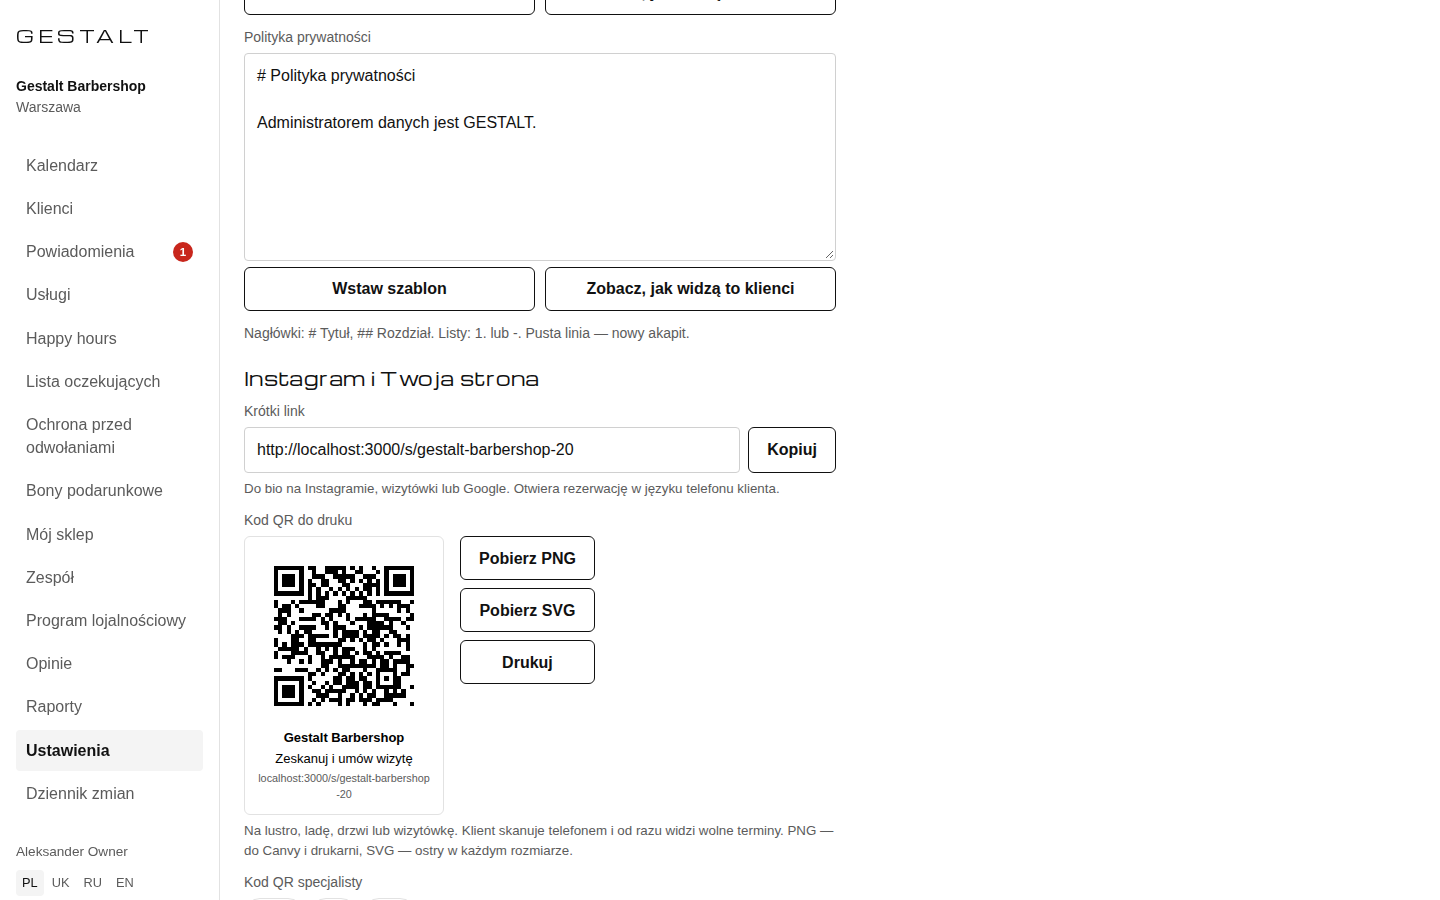 GESTALT
Gestalt Barbershop
Warszawa
Kalendarz
Klienci
Powiadomienia 1
Usługi
Happy hours
Lista oczekujących
Ochrona przed
odwołaniami
Bony podarunkowe
Mój sklep
Zespół
Program lojalnościowy
Opinie
Raporty
Ustawienia
Dziennik zmian
Aleksander Owner
PL UK RU EN
Polityka prywatności
# Polityka prywatności
Administratorem danych jest GESTALT.
Wstaw szablon
Zobacz, jak widzą to klienci
Nagłówki: # Tytuł, ## Rozdział. Listy: 1. lub -. Pusta linia — nowy akapit.
Instagram i Twoja strona
Krótki link
http://localhost:3000/s/gestalt-barbershop-20
Kopiuj
Do bio na Instagramie, wizytówki lub Google. Otwiera rezerwację w języku telefonu klienta.
Kod QR do druku
Gestalt Barbershop
Zeskanuj i umów wizytę
localhost:3000/s/gestalt-barbershop
-20
Pobierz PNG
Pobierz SVG
Drukuj
Na lustro, ladę, drzwi lub wizytówkę. Klient skanuje telefonem i od razu widzi wolne terminy. PNG —
do Canvy i drukarni, SVG — ostry w każdym rozmiarze.
Kod QR specjalisty